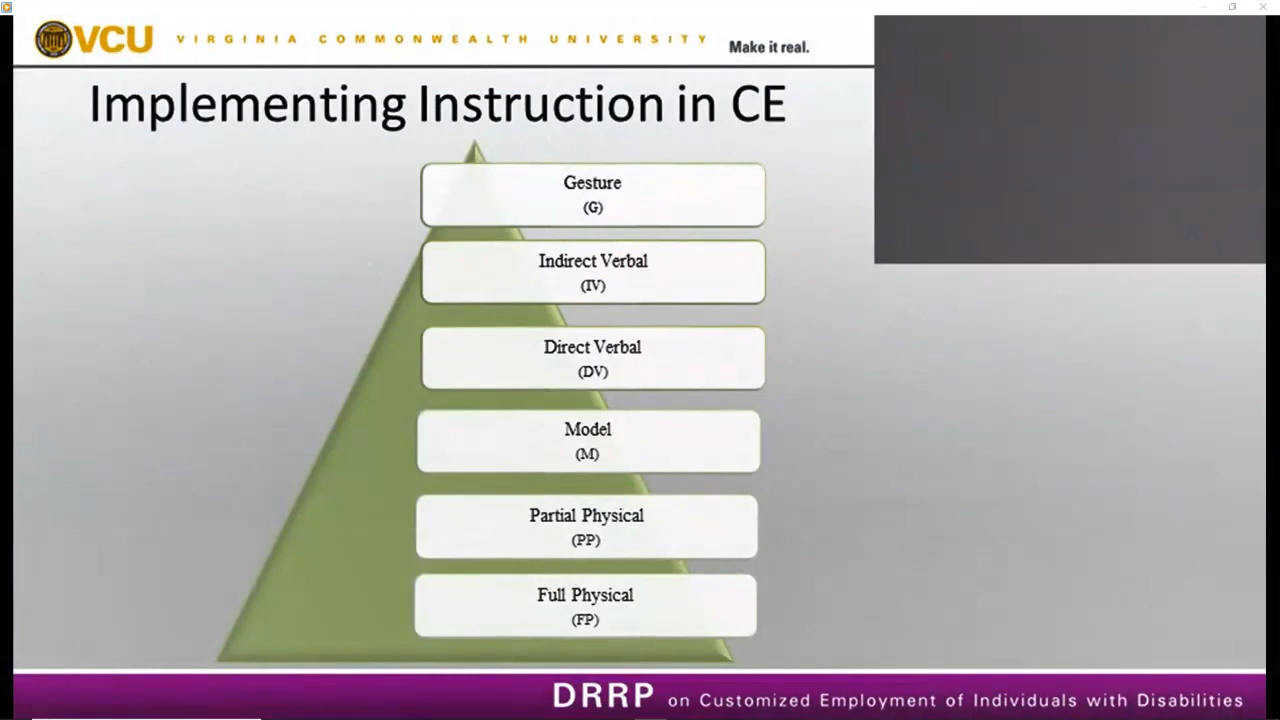 VCU VIRGINIA COMMONWEALTH UNIVERSITY Make it real.
Implementing Instruction in CE
Gesture
(G)
Indirect Verbal
(IV)
Direct Verbal
(DV)
Model
(M)
Partial Physical
(PP)
Full Physical
(FP)
DRRP on Customized Employment of Individuals with Disabilities